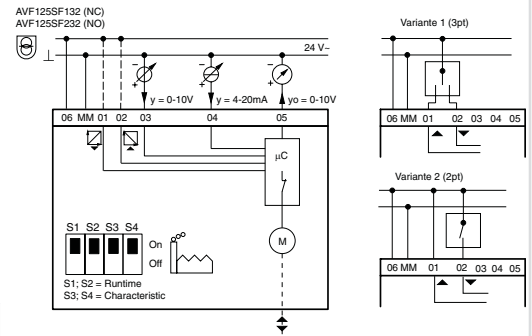 AVF125SF132 (NC)
AVF125SF232 (NO)
24 V~
y = 0-10V
y = 4-20mA
yo = 0-10V
06 MM 01 02 03 04 05
µC
M
S1 S2 S3 S4
On
Off
S1; S2 = Runtime
S3; S4 = Characteristic
Variante 1 (3pt)
06 MM 01 02 03 04 05
Variante 2 (2pt)
06 MM 01 02 03 04 05